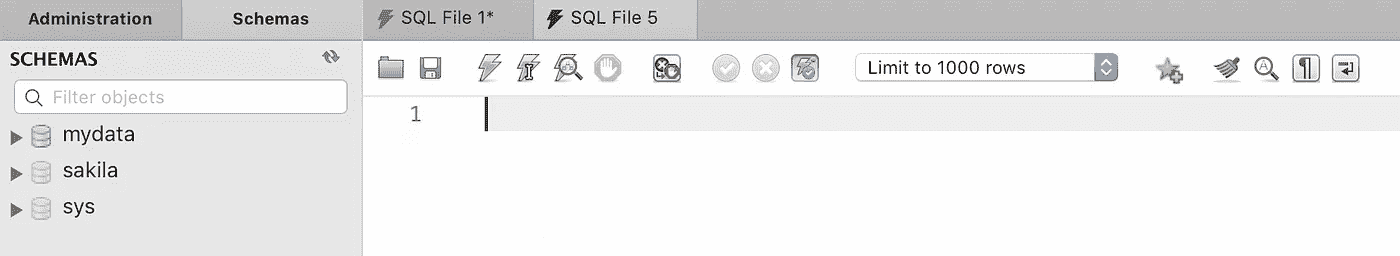 Administration Schemas SQL File 1* SQL File 5
SCHEMAS
Limit to 1000 rows
Filter objects
1
mydata
sakila
sys